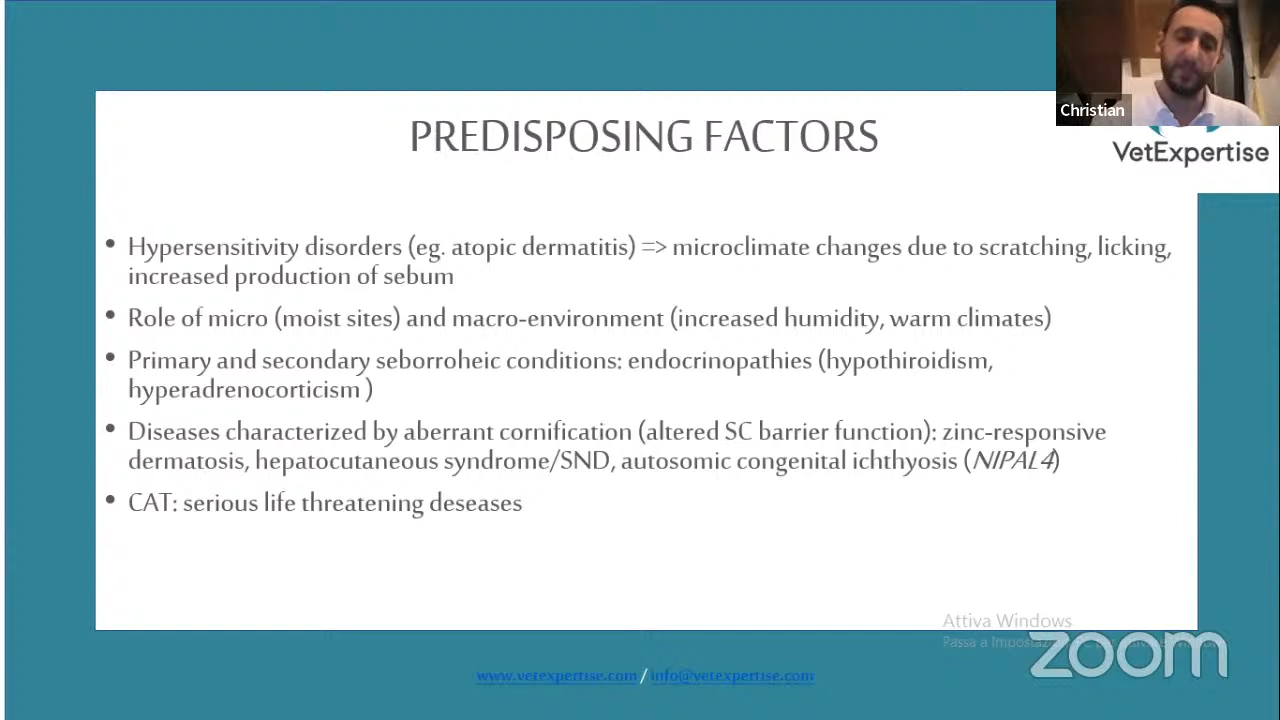 Christian
VetExpertise
PREDISPOSING FACTORS
• Hypersensitivity disorders (eg. atopic dermatitis) => microclimate changes due to scratching, licking,
increased production of sebum
• Role of micro (moist sites) and macro-environment (increased humidity, warm climates)
• Primary and secondary seborroheic conditions: endocrinopathies (hypothiroidism,
hyperadrenocorticism )
• Diseases characterized by aberrant cornification (altered SC barrier function): zinc-responsive
dermatosis, hepatocutaneous syndrome/SND, autosomic congenital ichthyosis (NIPAL4)
• CAT: serious life threatening deseases
Attiva Windows
Passa a
zoom
www.vetexpertise.com / info@vetexpertise.com